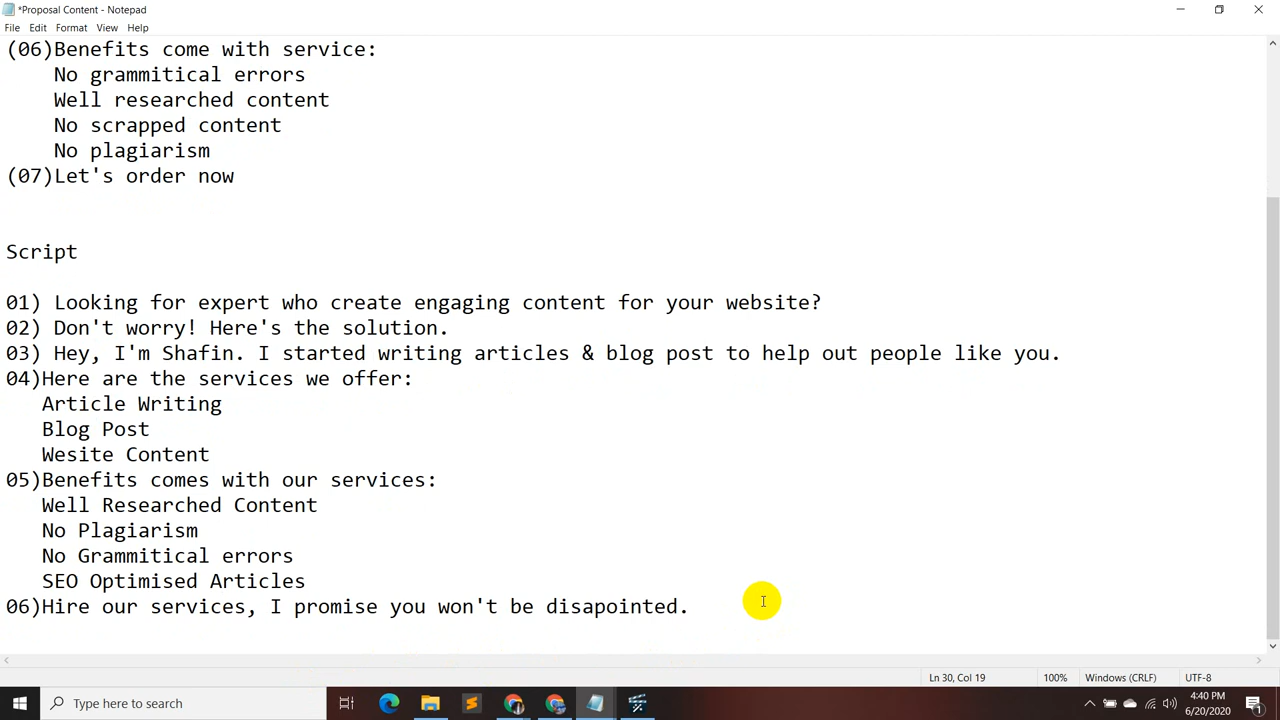 *Proposal Content - Notepad
File Edit Format View Help
(06)Benefits come with service:
No grammitical errors
Well researched content
No scrapped content
No plagiarism
(07)Let's order now
Script
01) Looking for expert who create engaging content for your website?
02) Don't worry! Here's the solution.
03) Hey, I'm Shafin. I started writing articles & blog post to help out people like you.
04)Here are the services we offer:
Article Writing
Blog Post
Wesite Content
05)Benefits comes with our services:
Well Researched Content
No Plagiarism
No Grammitical errors
SEO Optimised Articles
06)Hire our services, I promise you won't be disapointed.
Ln 30, Col 19 100% Windows (CRLF) UTF-8
Type here to search
4:40 PM
6/20/2020
1